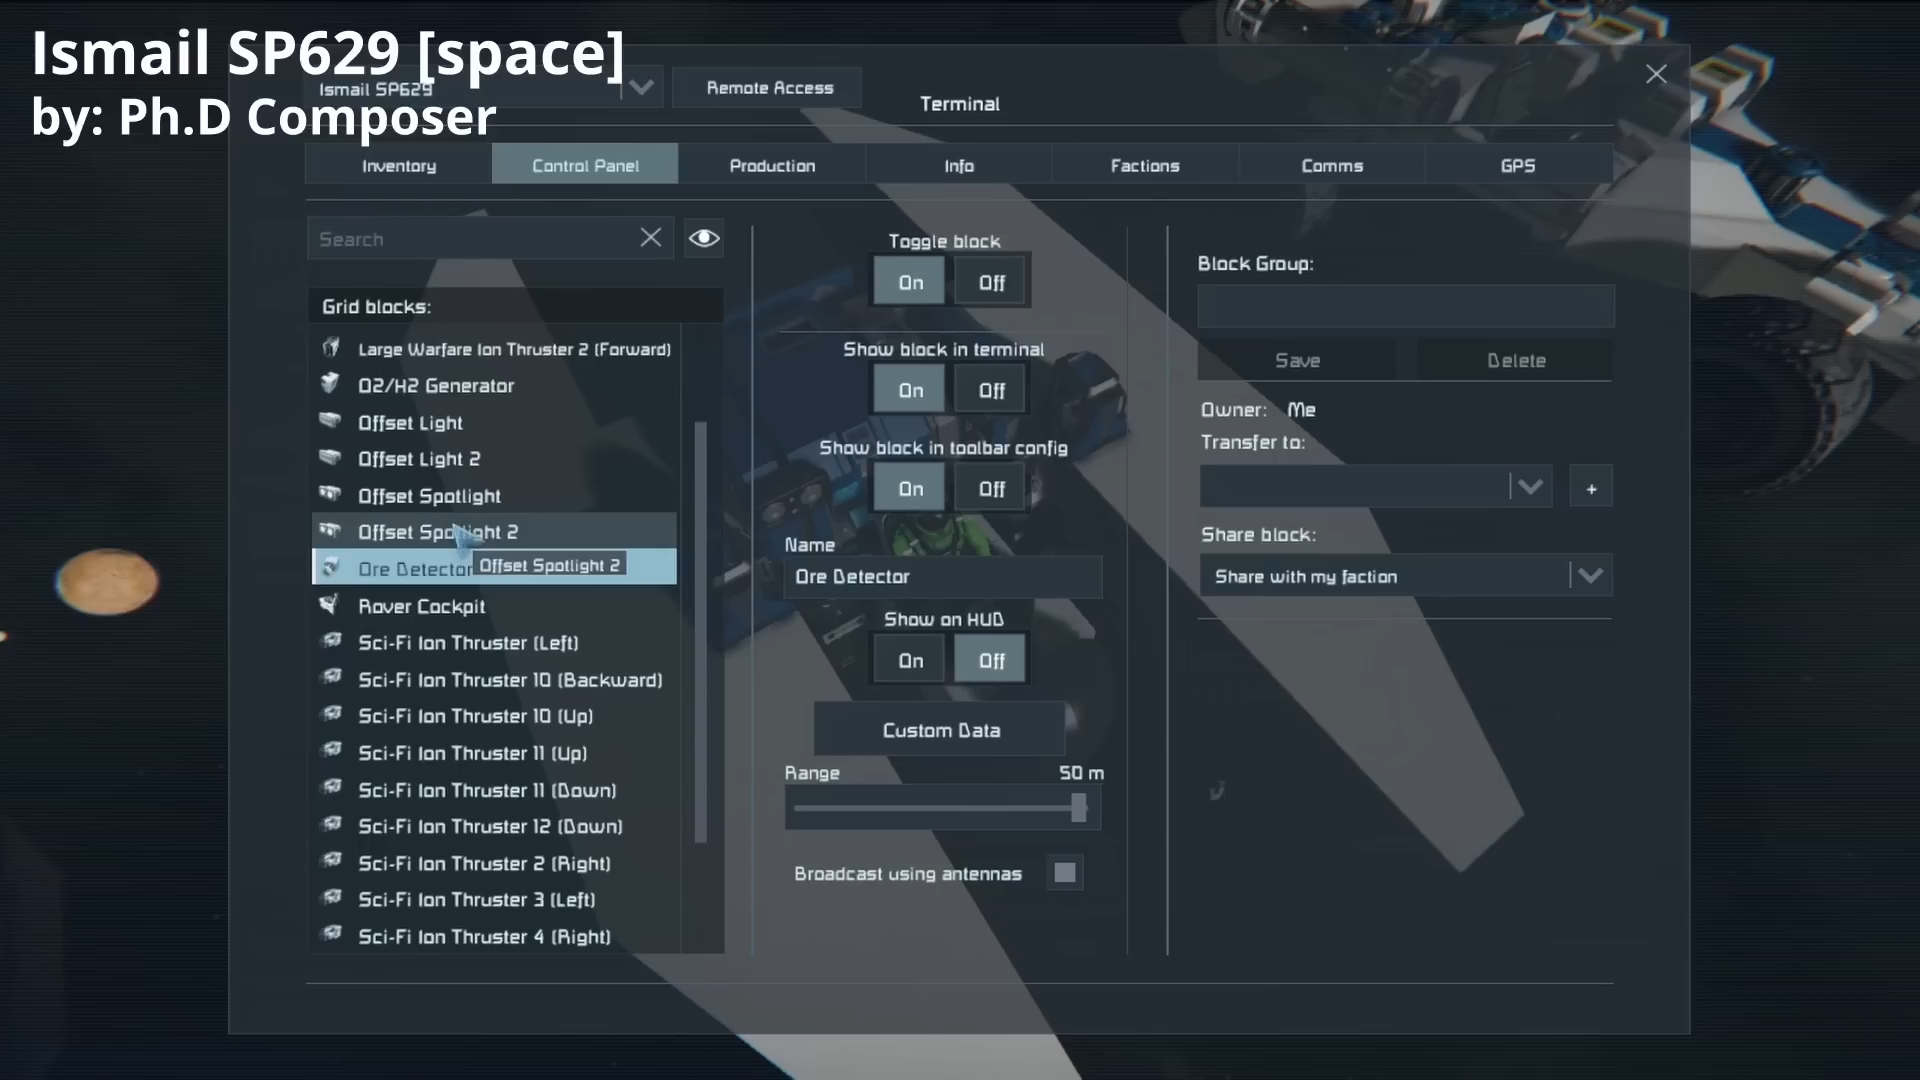 Ismail SP629 [space]
by: Ph.D Composer
Ismail SP629
Remote Access
Terminal
Inventory
Control Panel
Production
Info
Factions
Comms
GPS
Search
Grid blocks:
Large Warfare Ion Thruster 2 (Forward)
O2/H2 Generator
Offset Light
Offset Light 2
Offset Spotlight
Offset Spotlight 2
Ore Detector
Offset Spotlight 2
Rover Cockpit
Sci-Fi Ion Thruster (Left)
Sci-Fi Ion Thruster 10 (Backward)
Sci-Fi Ion Thruster 10 (Up)
Sci-Fi Ion Thruster 11 (Up)
Sci-Fi Ion Thruster 11 (Down)
Sci-Fi Ion Thruster 12 (Down)
Sci-Fi Ion Thruster 2 (Right)
Sci-Fi Ion Thruster 3 (Left)
Sci-Fi Ion Thruster 4 (Right)
Toggle block
On Off
Show block in terminal
On Off
Show block in toolbar config
On Off
Name
Ore Detector
Show on HUD
On Off
Custom Data
Range 50 m
Broadcast using antennas
Block Group:
Save Delete
Owner: Me
Transfer to:
+
Share block:
Share with my faction